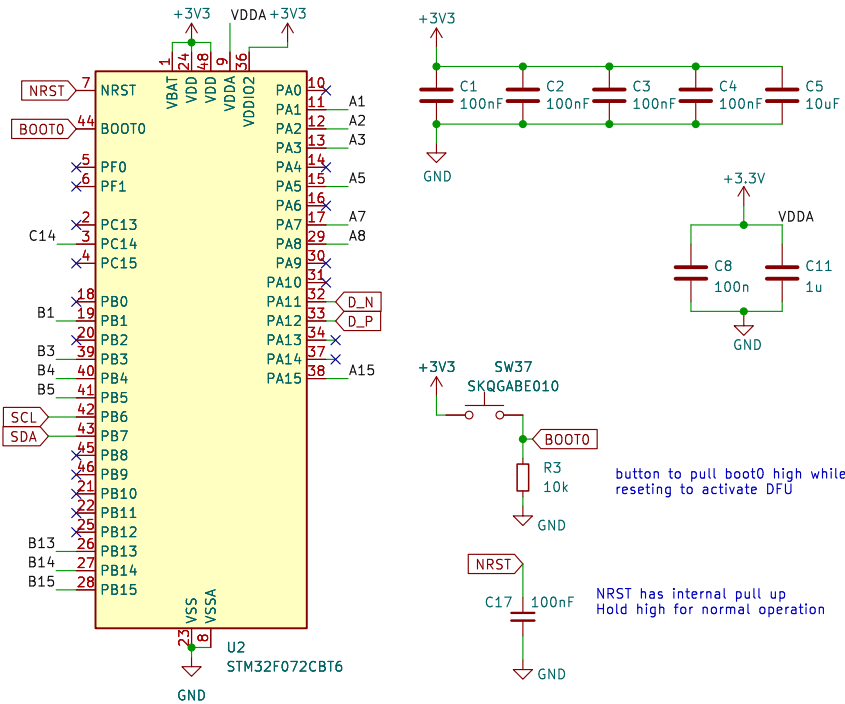 +3V3
VDDA
+3V3
1
24
48
9
36
VBAT
VDD
VDD
VDDA
VDDIO2
NRST
7
NRST
BOOT0
44
BOOT0
5
PF0
6
PF1
2
PC13
C14
3
PC14
4
PC15
18
PB0
B1
19
PB1
20
PB2
B3
39
PB3
B4
40
PB4
B5
41
PB5
SCL
42
PB6
SDA
43
PB7
45
PB8
46
PB9
21
PB10
22
PB11
25
PB12
B13
26
PB13
B14
27
PB14
B15
28
PB15
PA0
10
PA1
11
A1
PA2
12
A2
PA3
13
A3
PA4
14
PA5
15
A5
PA6
16
PA7
17
A7
PA8
29
A8
PA9
30
PA10
31
PA11
32
D_N
PA12
33
D_P
PA13
34
PA14
37
PA15
38
A15
VSS
VSSA
23
8
U2
STM32F072CBT6
GND
+3V3
C1
100nF
C2
100nF
C3
100nF
C4
100nF
C5
10uF
GND
+3.3V
VDDA
C8
100n
C11
1u
GND
+3V3
SW37
SKQGABE010
BOOT0
R3
10k
GND
button to pull boot0 high while
reseting to activate DFU
NRST
C17
100nF
GND
NRST has internal pull up
Hold high for normal operation